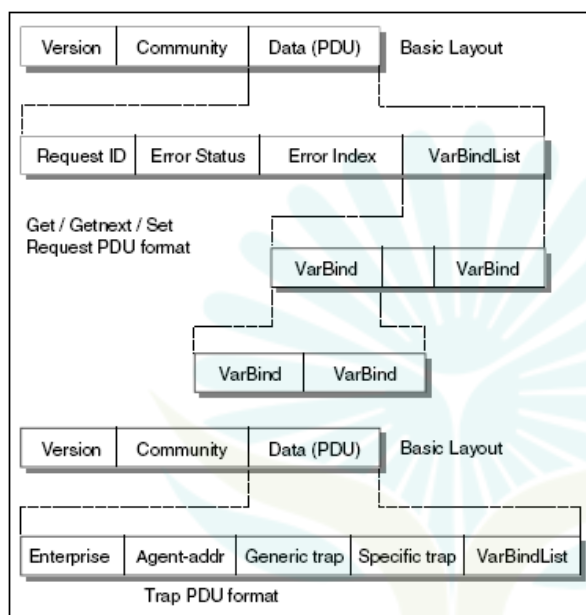 Version Community Data (PDU) Basic Layout
Request ID Error Status Error Index VarBindList
Get / Getnext / Set
Request PDU format
VarBind VarBind
VarBind VarBind
Version Community Data (PDU) Basic Layout
Enterprise Agent-addr Generic trap Specific trap VarBindList
Trap PDU format